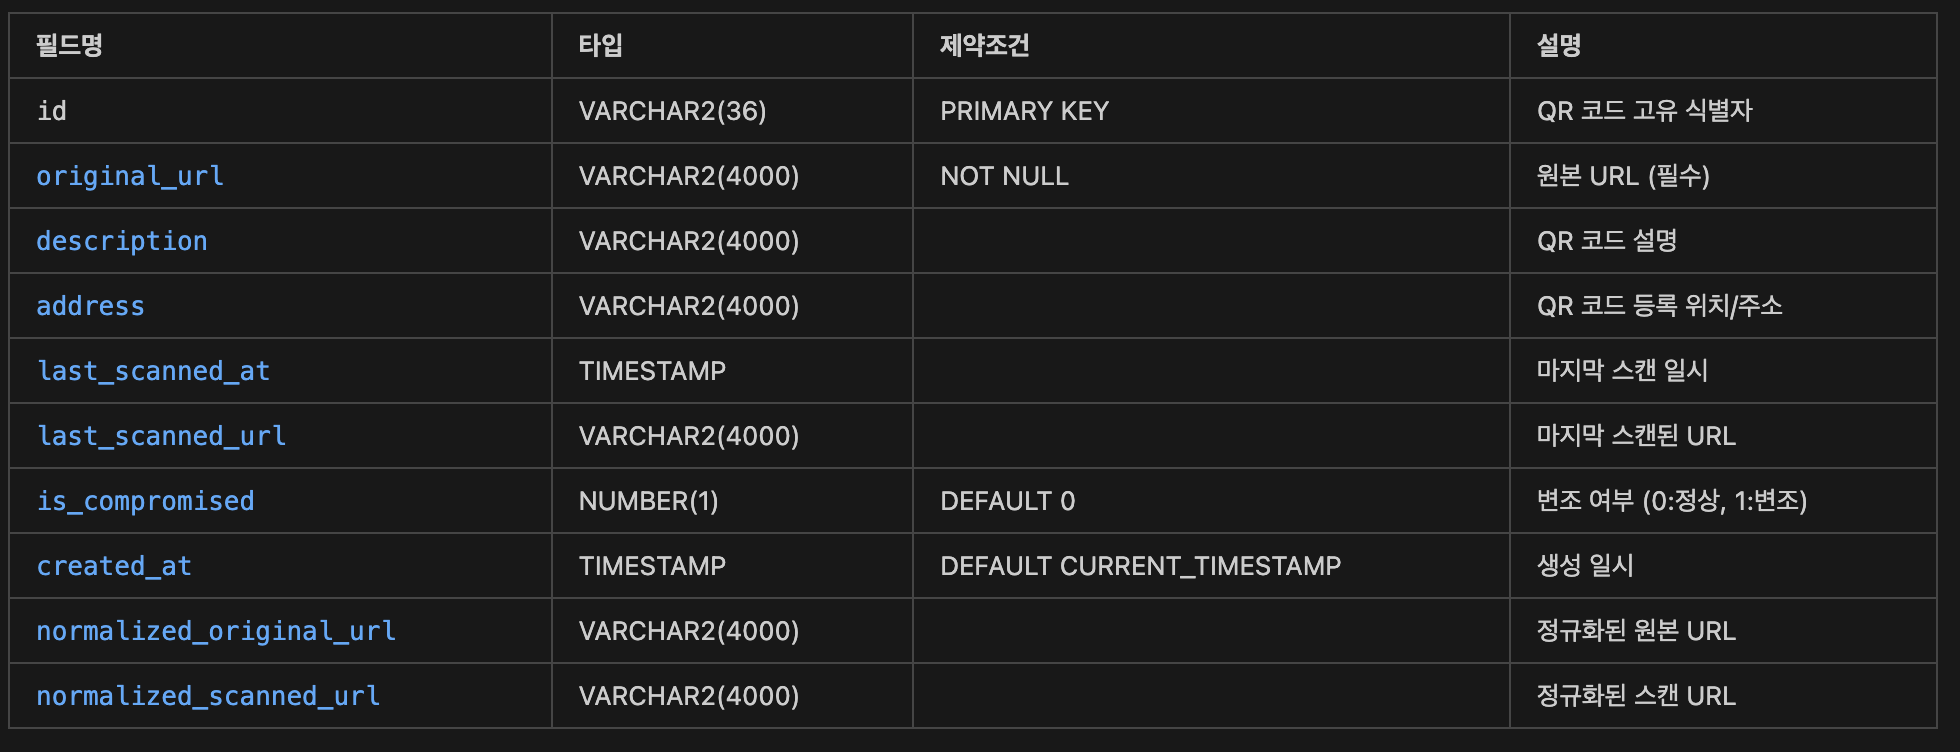 필드명 타입 제약조건 설명
id VARCHAR2(36) PRIMARY KEY QR 코드 고유 식별자
original_url VARCHAR2(4000) NOT NULL 원본 URL (필수)
description VARCHAR2(4000) QR 코드 설명
address VARCHAR2(4000) QR 코드 등록 위치/주소
last_scanned_at TIMESTAMP 마지막 스캔 일시
last_scanned_url VARCHAR2(4000) 마지막 스캔된 URL
is_compromised NUMBER(1) DEFAULT 0 변조 여부 (0:정상, 1:변조)
created_at TIMESTAMP DEFAULT CURRENT_TIMESTAMP 생성 일시
normalized_original_url VARCHAR2(4000) 정규화된 원본 URL
normalized_scanned_url VARCHAR2(4000) 정규화된 스캔 URL